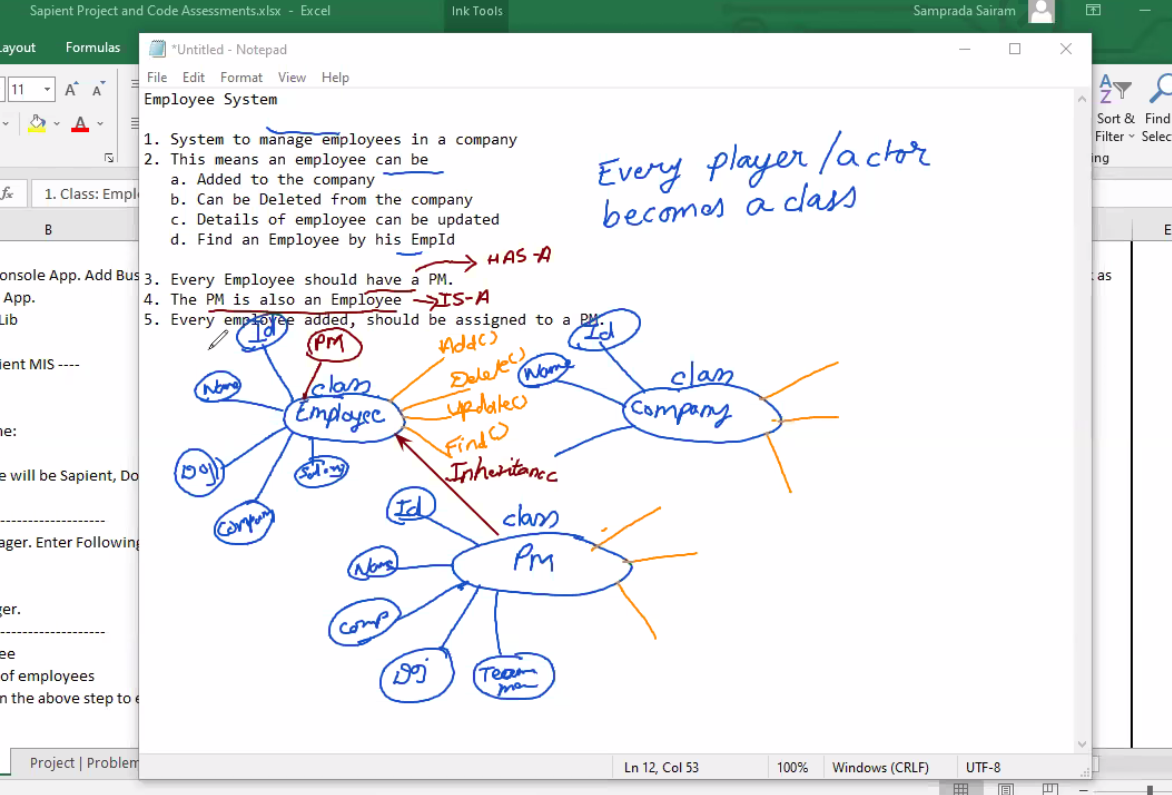 Sapient Project and Code Assessments.xlsx - Excel
Ink Tools
Samprada Sairam
Layout
Formulas
11
Sort &
Filter
Find
Selec
ing
fx
1. Class: Empl
B
E
onsole App. Add Bus
App.
Lib
ient MIS ----
me:
e will be Sapient, Do
--------------------
ager. Enter Following
ger.
--------------------
ee
of employees
n the above step to e
k as
Project | Problem
*Untitled - Notepad
File Edit Format View Help
Employee System
1. System to manage employees in a company
2. This means an employee can be
a. Added to the company
b. Can be Deleted from the company
c. Details of employee can be updated
d. Find an Employee by his EmpId
3. Every Employee should have a PM.
4. The PM is also an Employee
5. Every employee added, should be assigned to a PM
Every player/actor
becomes a class
HAS-A
IS-A
Id
PM
Name
class
Employee
Doj
Company
Add()
Delete()
Update()
Find()
Inheritance
Id
Name
class
Company
Id
class
PM
Name
Comp
Doj
Team
Ln 12, Col 53
100%
Windows (CRLF)
UTF-8